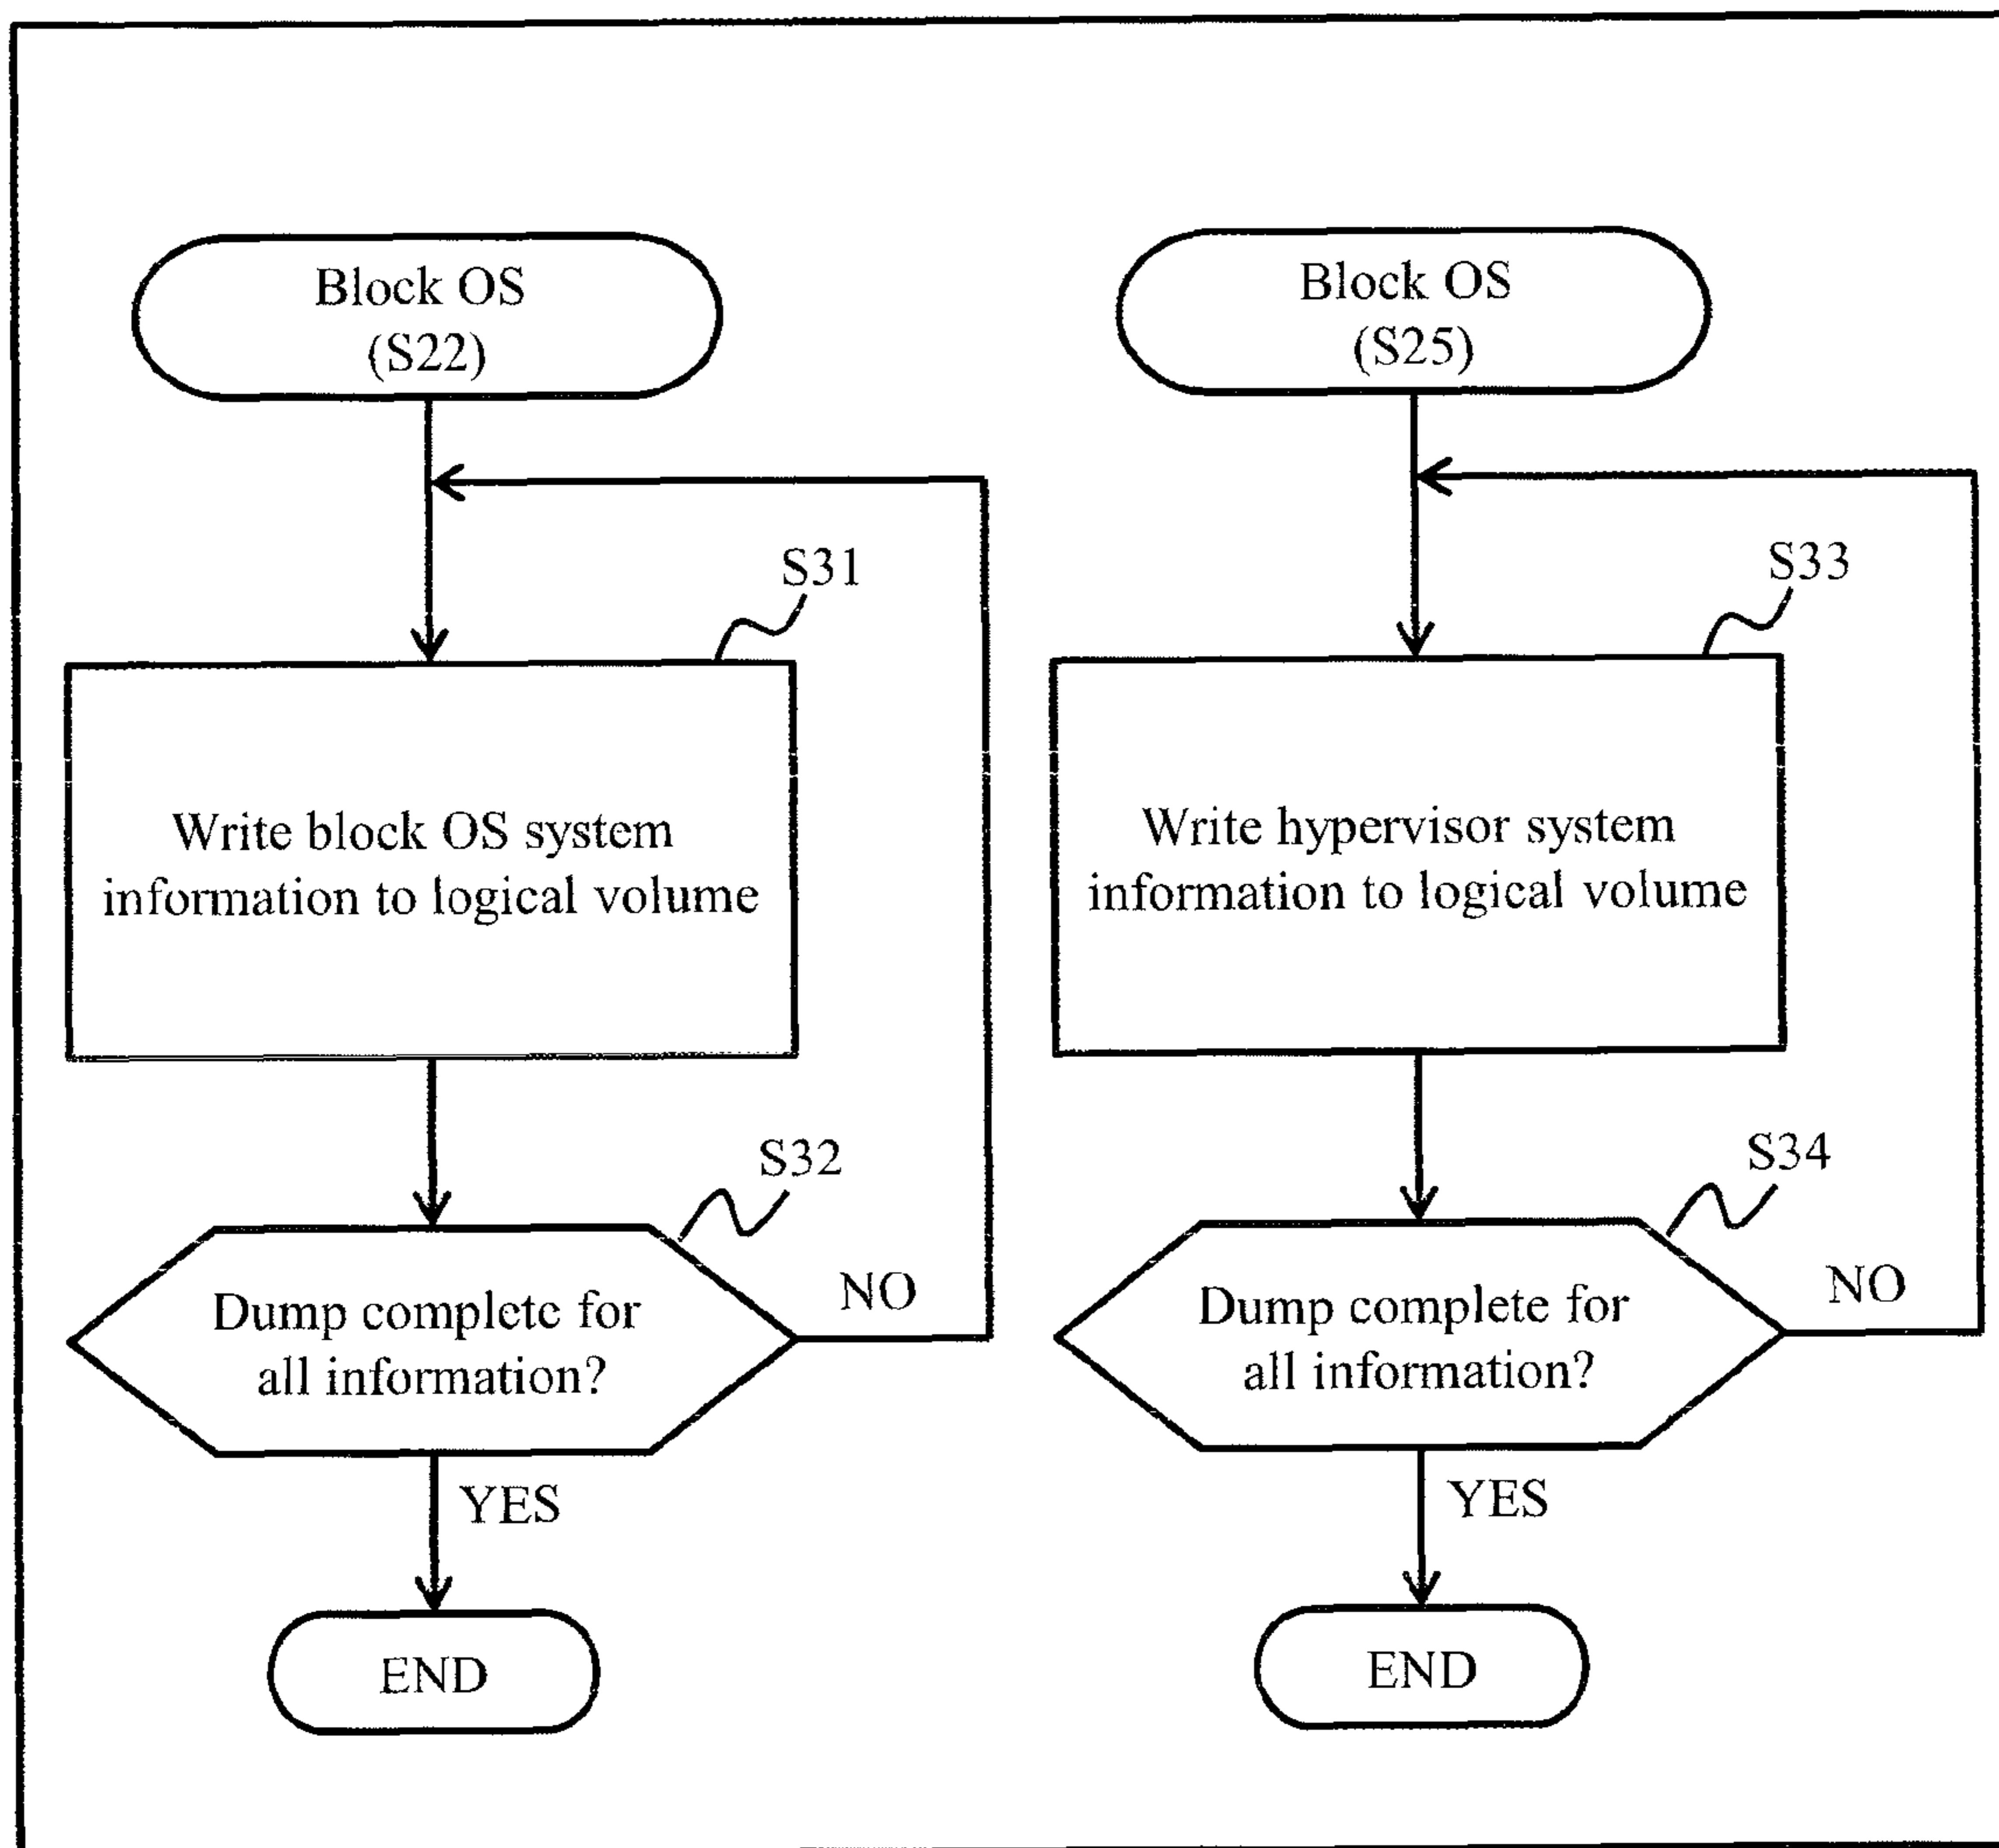 Block OS
(S22)
S31
Write block OS system
information to logical volume
S32
Dump complete for
all information?
NO
YES
END
Block OS
(S25)
S33
Write hypervisor system
information to logical volume
S34
Dump complete for
all information?
NO
YES
END